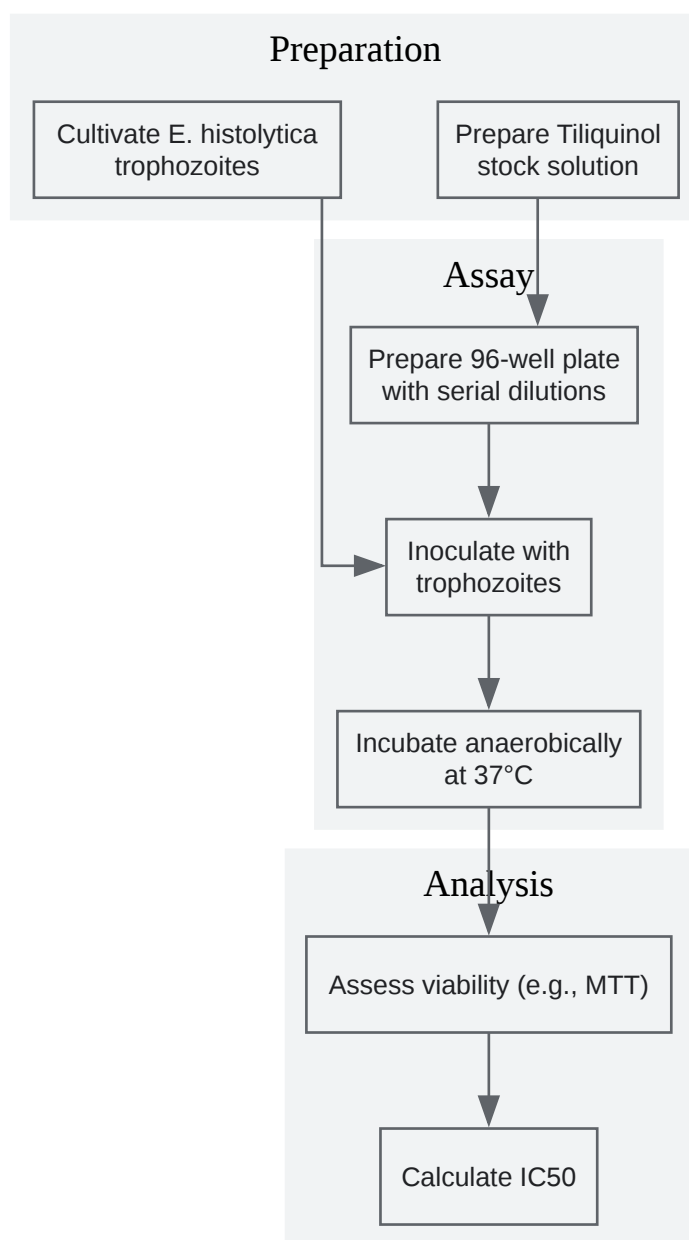 Preparation
Cultivate E. histolytica
trophozoites
Prepare Tiliquinol
stock solution
Assay
Prepare 96-well plate
with serial dilutions
Inoculate with
trophozoites
Incubate anaerobically
at 37°C
Analysis
Assess viability (e.g., MTT)
Calculate IC50